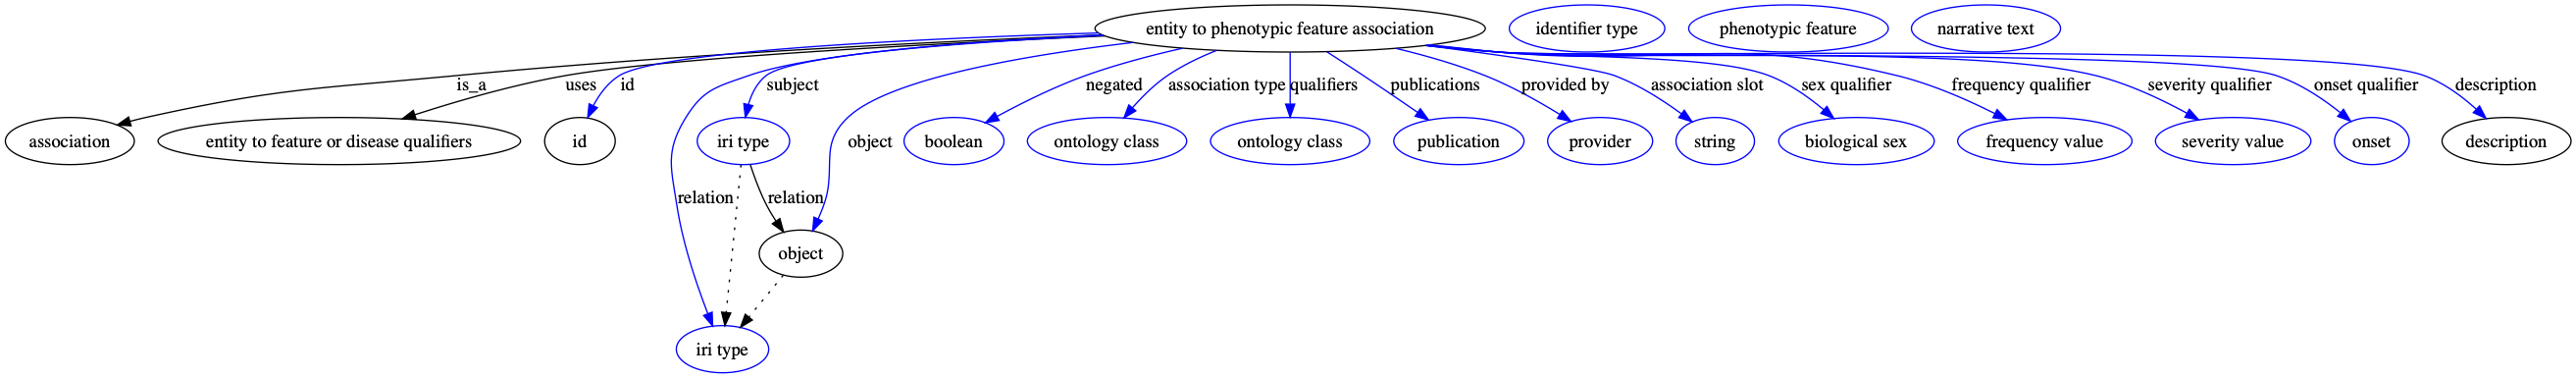 entity to phenotypic feature association
identifier type
phenotypic feature
narrative text
is_a
uses
id
subject
object
negated
association type
qualifiers
publications
provided by
association slot
sex qualifier
frequency qualifier
severity qualifier
onset qualifier
description
association
entity to feature or disease qualifiers
id
iri type
boolean
ontology class
ontology class
publication
provider
string
biological sex
frequency value
severity value
onset
description
relation
relation
object
iri type